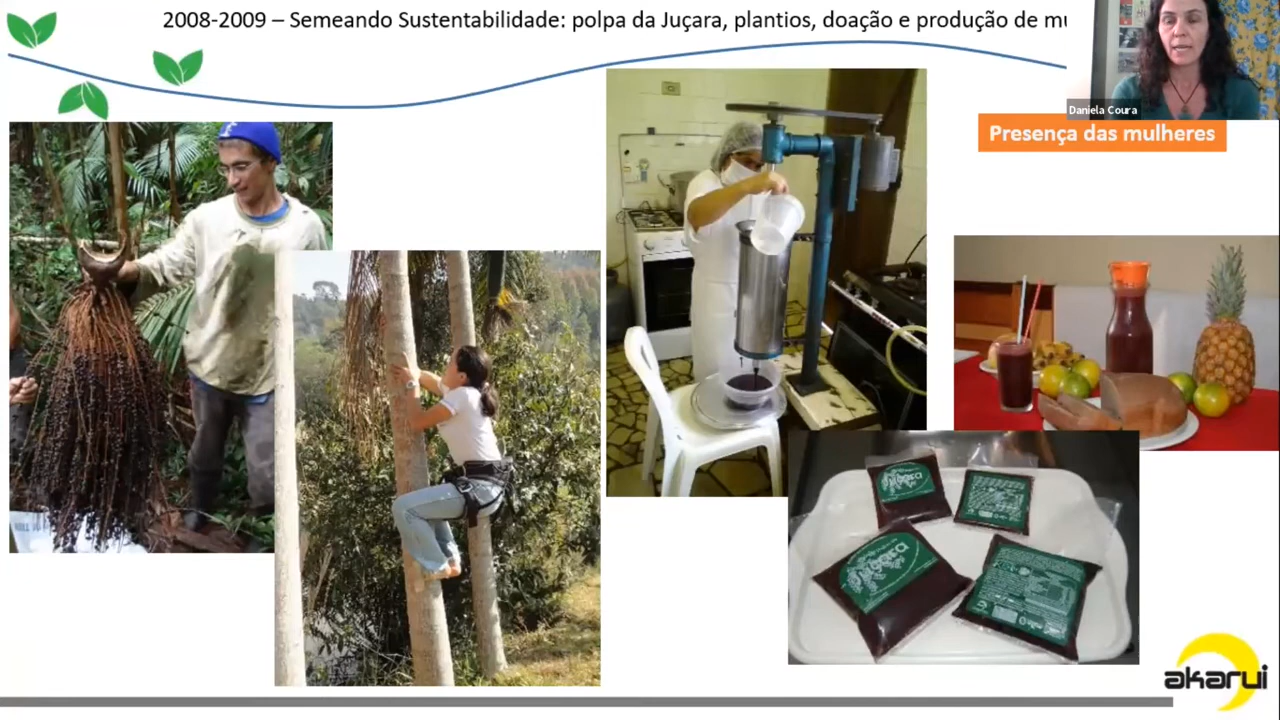 2008-2009 – Semeando Sustentabilidade: polpa da Juçara, plantios, doação e produção de mu
Daniela Coura
Presença das mulheres
akarui